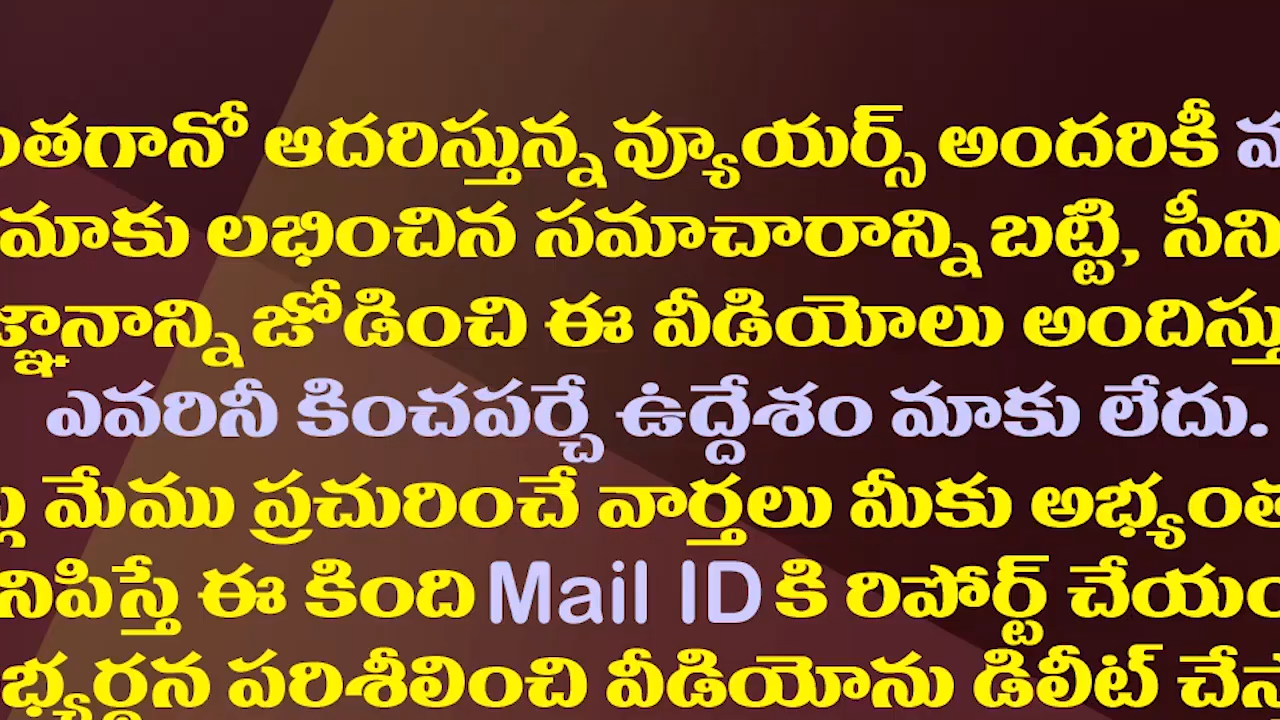 ంతగానో ఆదరిస్తున్న వ్యూయర్స్ అందరికీ
మాకు లభించిన సమాచారాన్ని బట్టి, సీని
జ్ఞానాన్ని జోడించి ఈ వీడియోలు అందిస్తు
ఎవరినీ కించపర్చే ఉద్దేశం మాకు లేదు.
మేము ప్రచురించే వార్తలు మీకు అభ్యంత
నిపిస్తే ఈ కింది Mail ID కి రిపోర్ట్ చేయం
భ్యర్థన పరిశీలించి వీడియోను డిలీట్ చేస